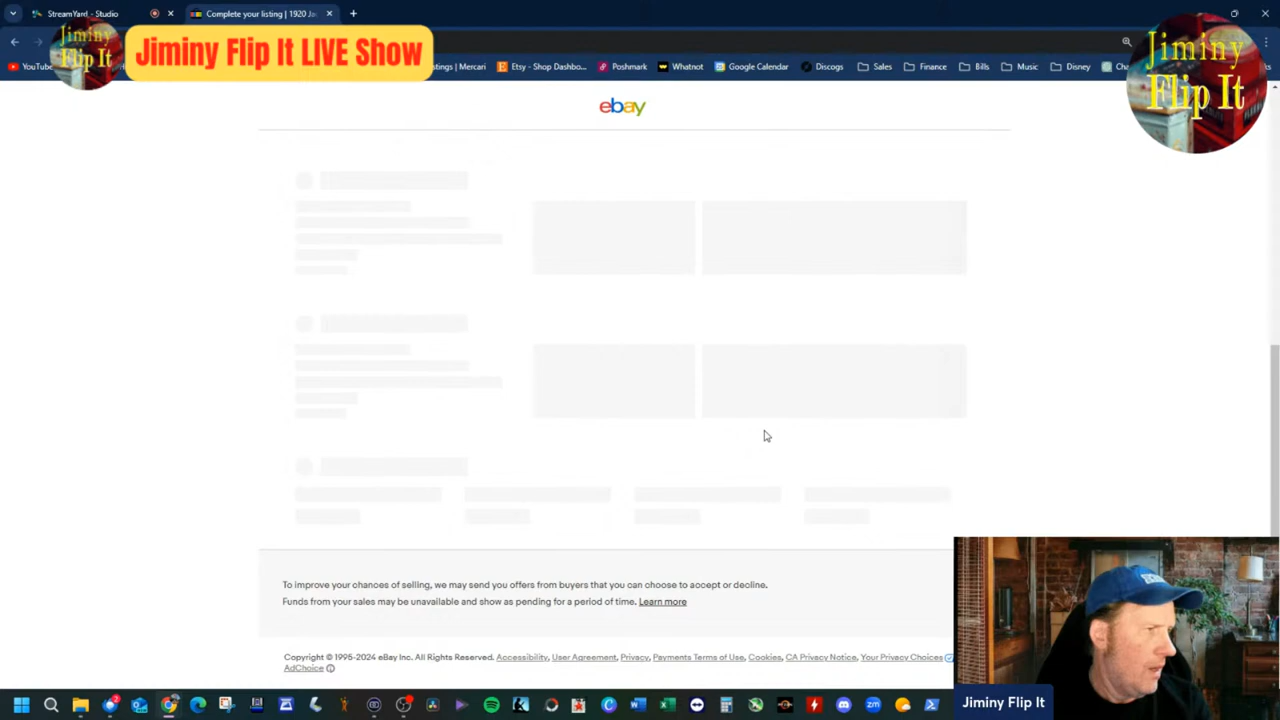 StreamYard - Studio
Complete your listing | 1920 Ja
Jiminy Flip It
Jiminy Flip It LIVE Show
Jiminy
Flip It
YouTube
stings | Mercari
Etsy - Shop Dashbo...
Poshmark
Whatnot
Google Calendar
Discogs
Sales
Finance
Bills
Music
Disney
ebay
To improve your chances of selling, we may send you offers from buyers that you can choose to accept or decline.
Funds from your sales may be unavailable and show as pending for a period of time. Learn more
Copyright © 1995-2024 eBay Inc. All Rights Reserved. Accessibility, User Agreement, Privacy, Payments Terms of Use, Cookies, CA Privacy Notice, Your Privacy Choices
AdChoice
Jiminy Flip It